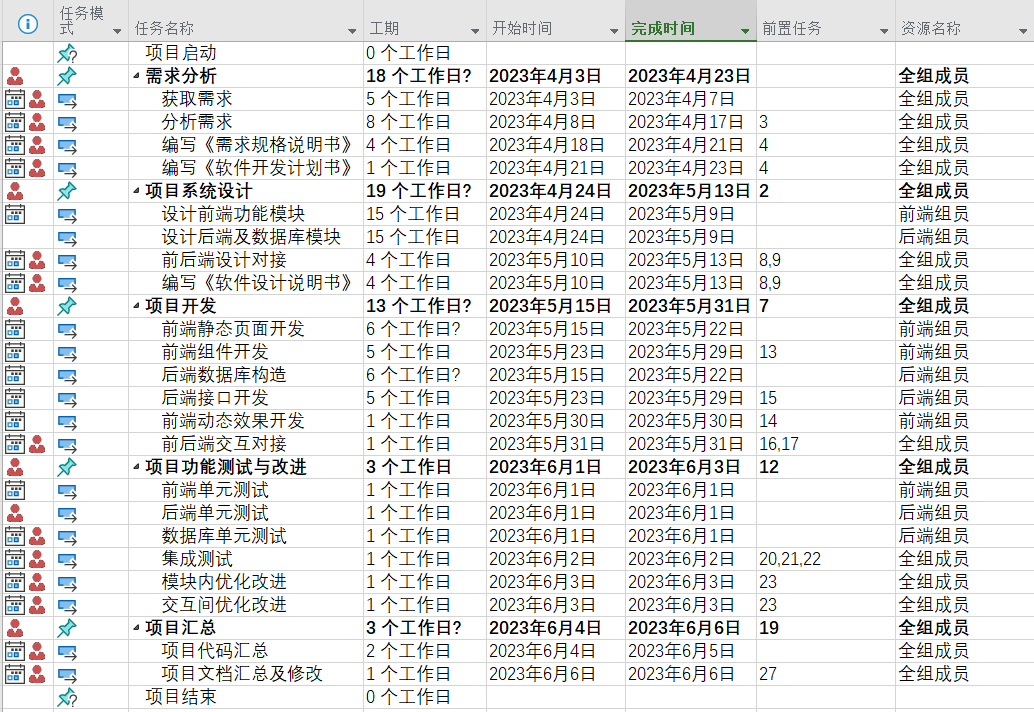 任务模式 任务名称 工期 开始时间 完成时间 前置任务 资源名称
项目启动 0 个工作日
需求分析 18 个工作日? 2023年4月3日 2023年4月23日 全组成员
获取需求 5 个工作日 2023年4月3日 2023年4月7日 全组成员
分析需求 8 个工作日 2023年4月8日 2023年4月17日 3 全组成员
编写《需求规格说明书》 4 个工作日 2023年4月18日 2023年4月21日 4 全组成员
编写《软件开发计划书》 1 个工作日 2023年4月21日 2023年4月23日 4 全组成员
项目系统设计 19 个工作日? 2023年4月24日 2023年5月13日 2 全组成员
设计前端功能模块 15 个工作日 2023年4月24日 2023年5月9日 前端组员
设计后端及数据库模块 15 个工作日 2023年4月24日 2023年5月9日 后端组员
前后端设计对接 4 个工作日 2023年5月10日 2023年5月13日 8,9 全组成员
编写《软件设计说明书》 4 个工作日 2023年5月10日 2023年5月13日 8,9 全组成员
项目开发 13 个工作日? 2023年5月15日 2023年5月31日 7 全组成员
前端静态页面开发 6 个工作日? 2023年5月15日 2023年5月22日 前端组员
前端组件开发 5 个工作日 2023年5月23日 2023年5月29日 13 前端组员
后端数据库构造 6 个工作日? 2023年5月15日 2023年5月22日 后端组员
后端接口开发 5 个工作日 2023年5月23日 2023年5月29日 15 后端组员
前端动态效果开发 1 个工作日 2023年5月30日 2023年5月30日 14 前端组员
前后端交互对接 1 个工作日 2023年5月31日 2023年5月31日 16,17 全组成员
项目功能测试与改进 3 个工作日 2023年6月1日 2023年6月3日 12 全组成员
前端单元测试 1 个工作日 2023年6月1日 2023年6月1日 前端组员
后端单元测试 1 个工作日 2023年6月1日 2023年6月1日 后端组员
数据库单元测试 1 个工作日 2023年6月1日 2023年6月1日 后端组员
集成测试 1 个工作日 2023年6月2日 2023年6月2日 20,21,22 全组成员
模块内优化改进 1 个工作日 2023年6月3日 2023年6月3日 23 全组成员
交互间优化改进 1 个工作日 2023年6月3日 2023年6月3日 23 全组成员
项目汇总 3 个工作日? 2023年6月4日 2023年6月6日 19 全组成员
项目代码汇总 2 个工作日 2023年6月4日 2023年6月5日 全组成员
项目文档汇总及修改 1 个工作日 2023年6月6日 2023年6月6日 27 全组成员
项目结束 0 个工作日